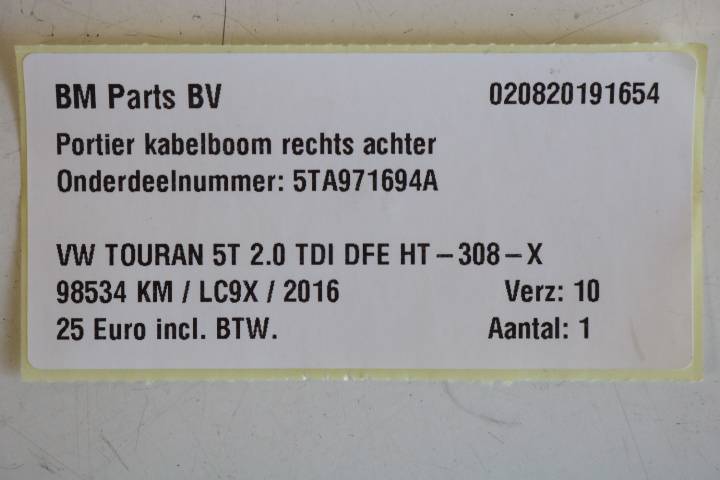 BM Parts BV 020820191654
Portier kabelboom rechts achter
Onderdeelnummer: 5TA971694A
VW TOURAN 5T 2.0 TDI DFE HT-308-X
98534 KM / LC9X / 2016 Verz: 10
25 Euro incl. BTW. Aantal: 1